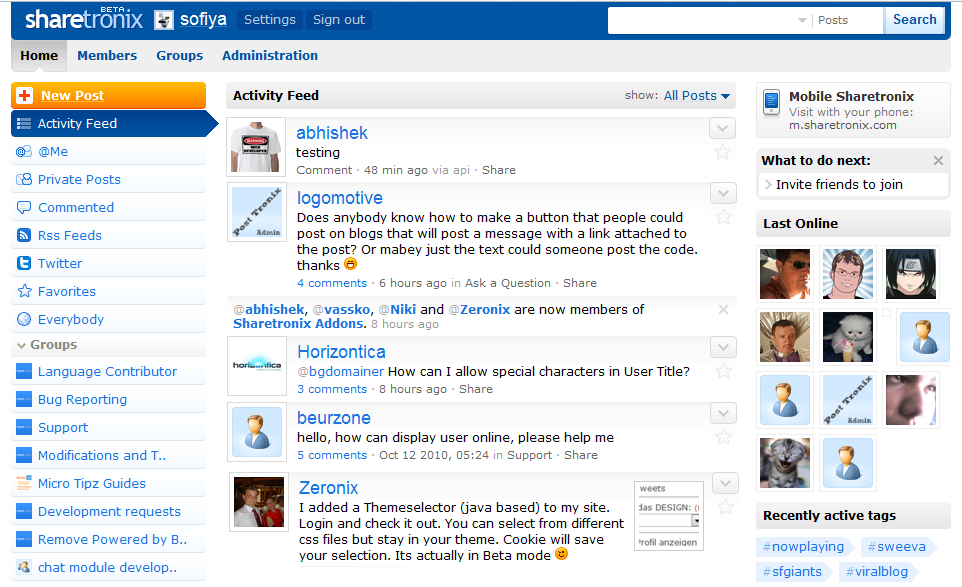 sharetronix BETA sofiya Settings Sign out Posts Search
Home Members Groups Administration
New Post
Activity Feed
@Me
Private Posts
Commented
Rss Feeds
Twitter
Favorites
Everybody
Groups
Language Contributor
Bug Reporting
Support
Modifications and T..
Micro Tipz Guides
Development requests
Remove Powered by B..
chat module develop..
Activity Feed show: All Posts
abhishek
testing
Comment · 48 min ago via api · Share
Post Tronix
Admin
logomotive
Does anybody know how to make a button that people could
post on blogs that will post a message with a link attached to
the post? Or mabey just the text could someone post the code.
thanks
4 comments · 6 hours ago in Ask a Question · Share
@abhishek, @vassko, @Niki and @Zeronix are now members of
Sharetronix Addons. 8 hours ago
horizontica
Horizontica
@bgdomainer How can I allow special characters in User Title?
3 comments · 8 hours ago · Share
beurzone
hello, how can display user online, please help me
5 comments · Oct 12 2010, 05:24 in Support · Share
Zeronix
I added a Themeselector (java based) to my site.
Login and check it out. You can select from different
css files but stay in your theme. Cookie will save
your selection. Its actually in Beta mode
weets
das DESIGN: (
Profil anzeigen
Mobile Sharetronix
Visit with your phone:
m.sharetronix.com
What to do next:
Invite friends to join
Last Online
Post Tronix
Admin
Recently active tags
#nowplaying #sweeva
#sfgiants #viralblog